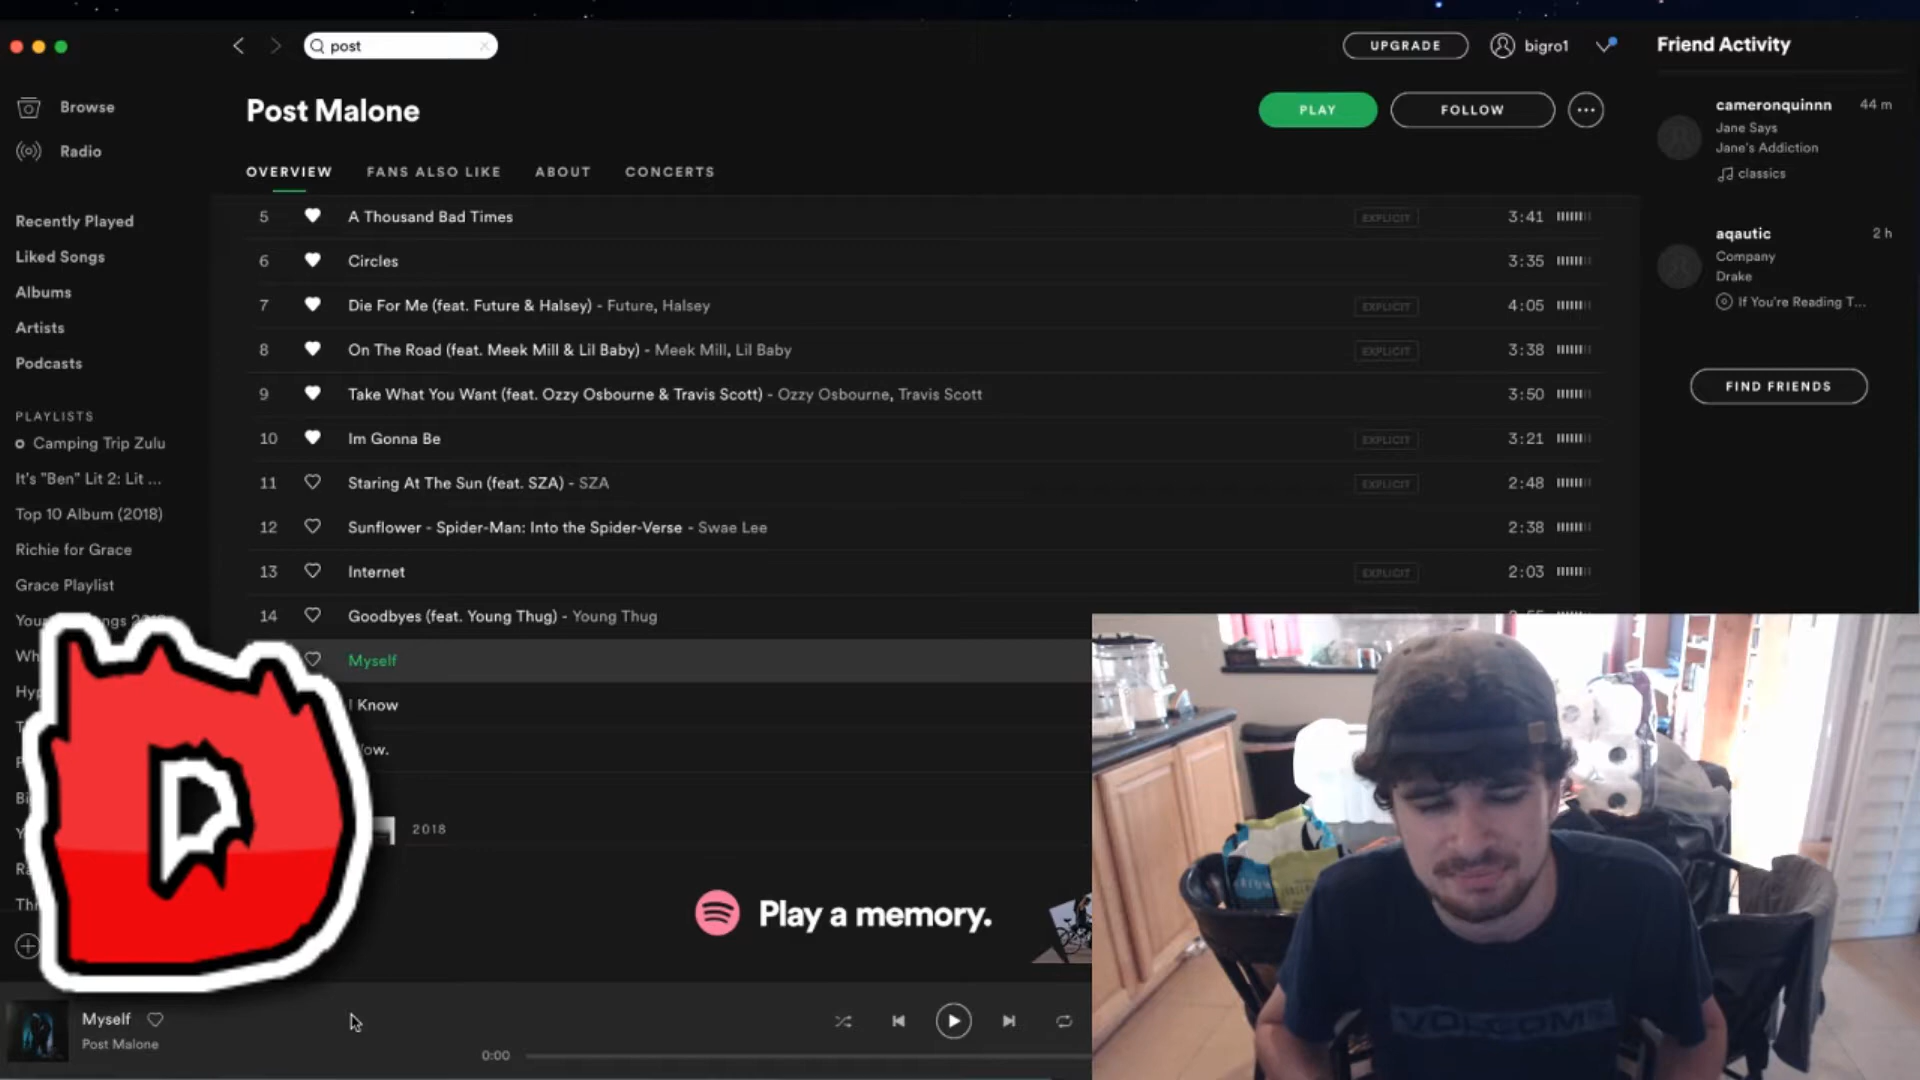 post
UPGRADE
bigro1
Friend Activity
Browse
Radio
Post Malone
PLAY
FOLLOW
OVERVIEW
FANS ALSO LIKE
ABOUT
CONCERTS
cameronquinnn 44 m
Jane Says
Jane's Addiction
classics
aqautic 2 h
Company
Drake
If You're Reading T...
FIND FRIENDS
Recently Played
Liked Songs
Albums
Artists
Podcasts
PLAYLISTS
Camping Trip Zulu
It's "Ben" Lit 2: Lit ...
Top 10 Album (2018)
Richie for Grace
Grace Playlist
5 A Thousand Bad Times EXPLICIT 3:41
6 Circles 3:35
7 Die For Me (feat. Future & Halsey) - Future, Halsey EXPLICIT 4:05
8 On The Road (feat. Meek Mill & Lil Baby) - Meek Mill, Lil Baby EXPLICIT 3:38
9 Take What You Want (feat. Ozzy Osbourne & Travis Scott) - Ozzy Osbourne, Travis Scott 3:50
10 Im Gonna Be EXPLICIT 3:21
11 Staring At The Sun (feat. SZA) - SZA EXPLICIT 2:48
12 Sunflower - Spider-Man: Into the Spider-Verse - Swae Lee 2:38
13 Internet EXPLICIT 2:03
14 Goodbyes (feat. Young Thug) - Young Thug
Myself
I Know
2018
D
Play a memory.
Myself
Post Malone
0:00
VOLCOM